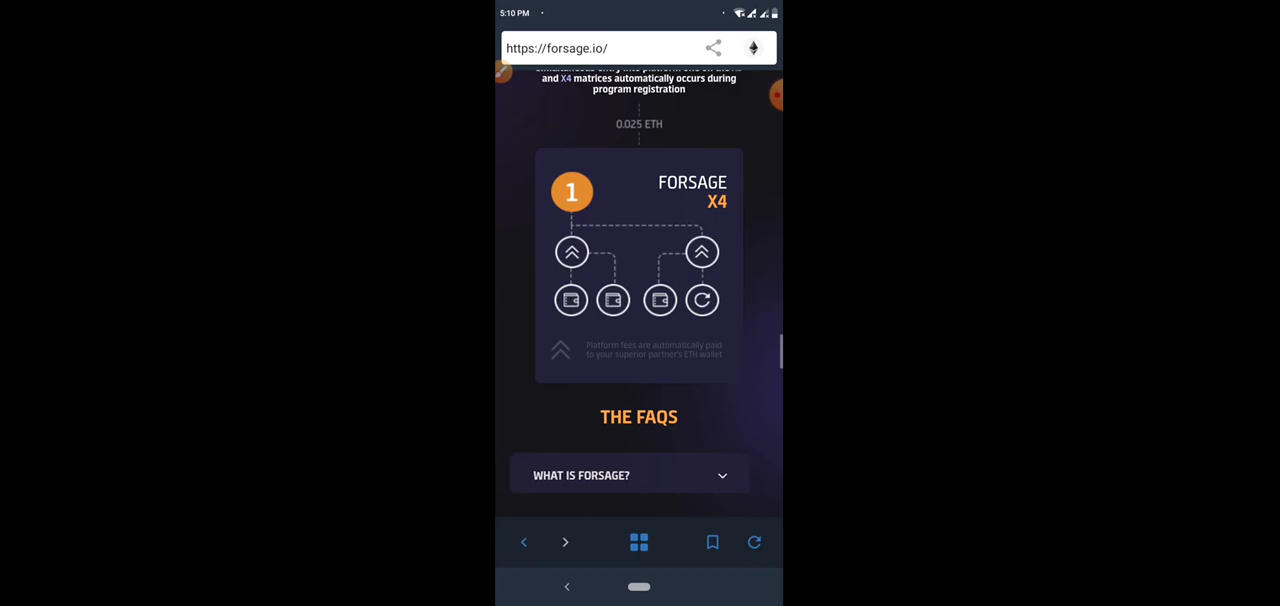 5:10 PM
https://forsage.io/
and X4 matrices automatically occurs during
program registration
0.025 ETH
1
FORSAGE
X4
Platform fees are automatically paid
to your superior partner's ETH wallet
THE FAQS
WHAT IS FORSAGE?